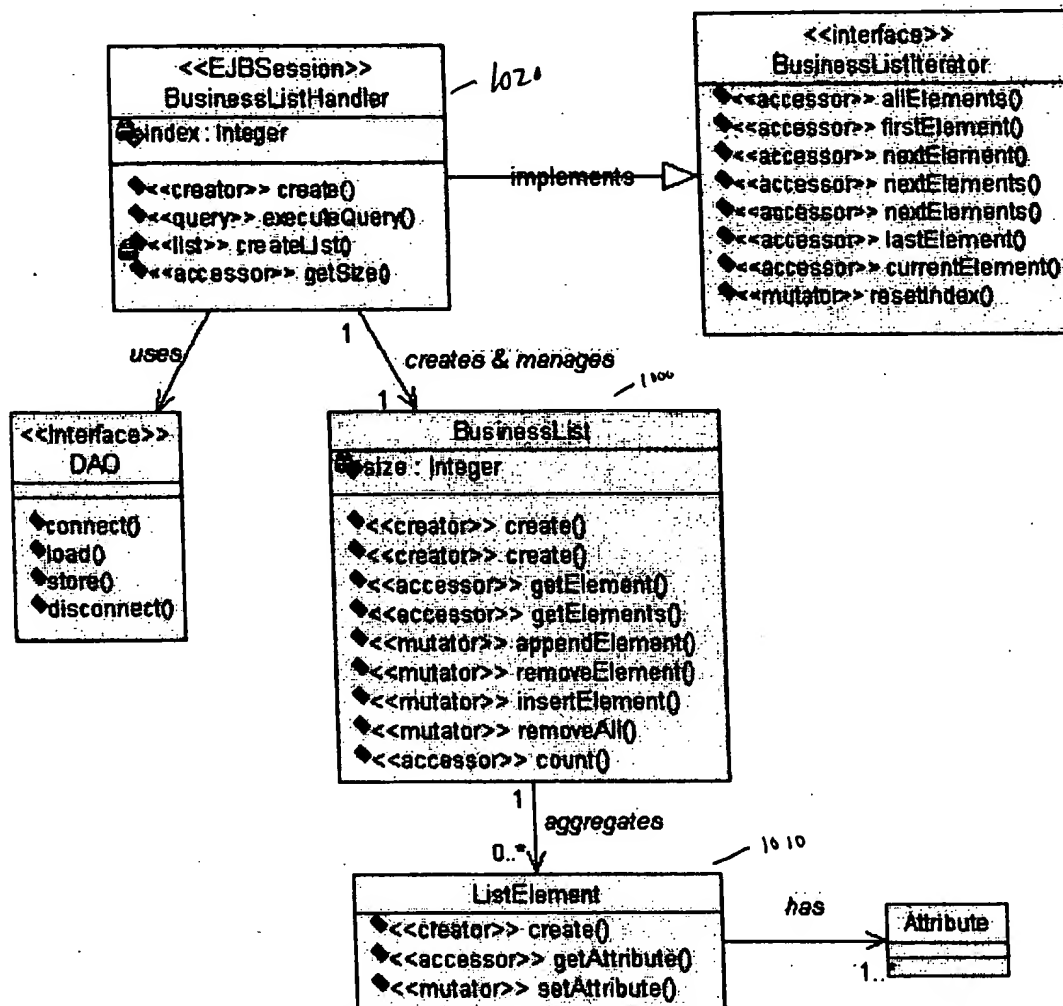 <<EJBSession>>
BusinessListHandler
index : Integer
<<creator>> create()
<<query>> executeQuery()
<<list>> createList()
<<accessor>> getSize()
1020
implements
<<interface>>
BusinessListIterator
<<accessor>> allElements()
<<accessor>> firstElement()
<<accessor>> nextElement()
<<accessor>> nextElements()
<<accessor>> nextElements()
<<accessor>> lastElement()
<<accessor>> currentElement()
<<mutator>> resetIndex()
uses
1
creates & manages
1
<<Interface>>
DAO
connect()
load()
store()
disconnect()
1000
BusinessList
size : Integer
<<creator>> create()
<<creator>> create()
<<accessor>> getElement()
<<accessor>> getElements()
<<mutator>> appendElement()
<<mutator>> removeElement()
<<mutator>> insertElement()
<<mutator>> removeAll()
<<accessor>> count()
1
aggregates
0..*
1010
ListElement
<<creator>> create()
<<accessor>> getAttribute()
<<mutator>> setAttribute()
has
1..*
Attribute